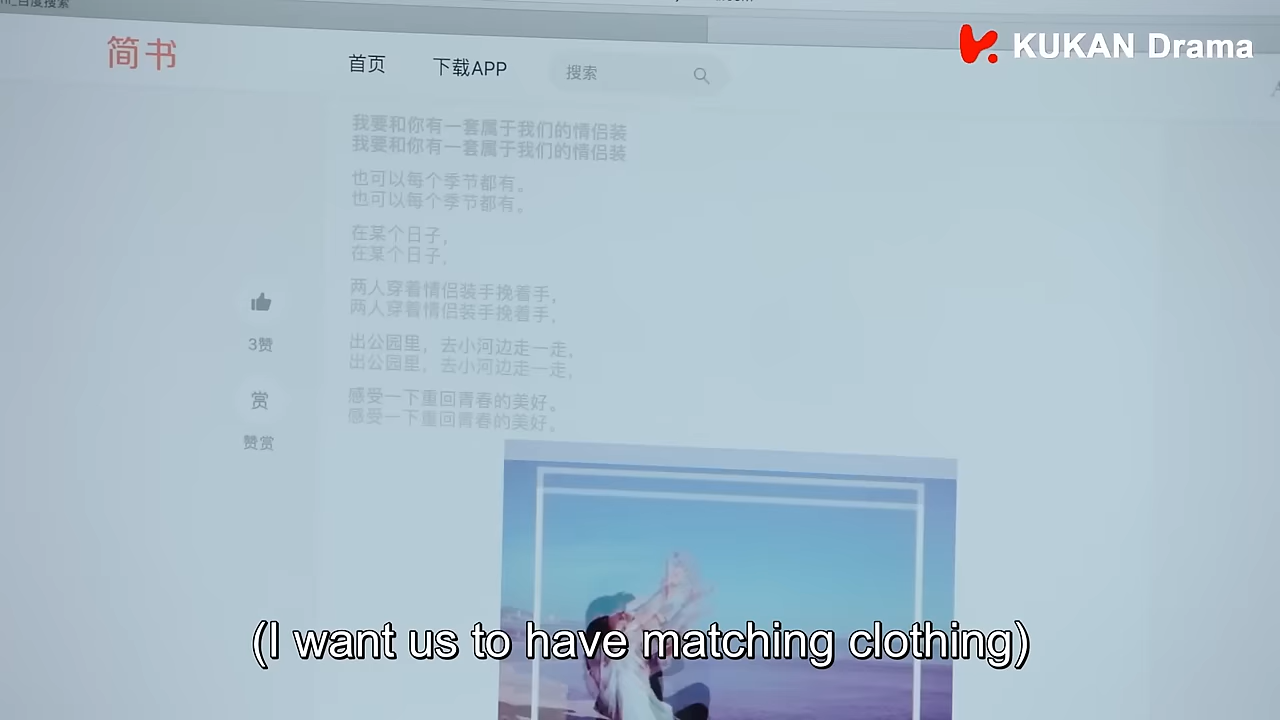 百度搜索
KUKAN Drama
简书
首页
下载APP
搜索
我要和你有一套属于我们的情侣装
我要和你有一套属于我们的情侣装
也可以每个季节都有。
也可以每个季节都有。
在某个日子，
在某个日子，
两人穿着情侣装手挽着手，
两人穿着情侣装手挽着手，
3赞
出公园里，去小河边走一走，
出公园里，去小河边走一走，
赏
感受一下重回青春的美好。
感受一下重回青春的美好。
赞赏
(I want us to have matching clothing)